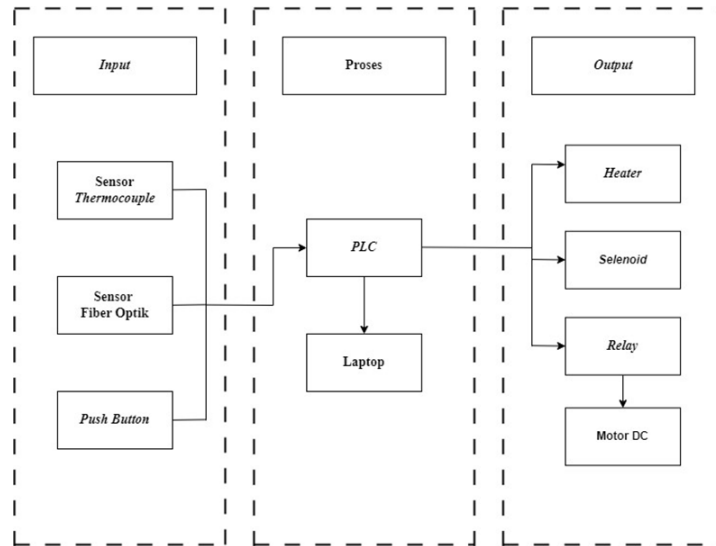 Input
Proses
Output
Sensor
Thermocouple
Sensor
Fiber Optik
Push Button
PLC
Laptop
Heater
Selenoid
Relay
Motor DC